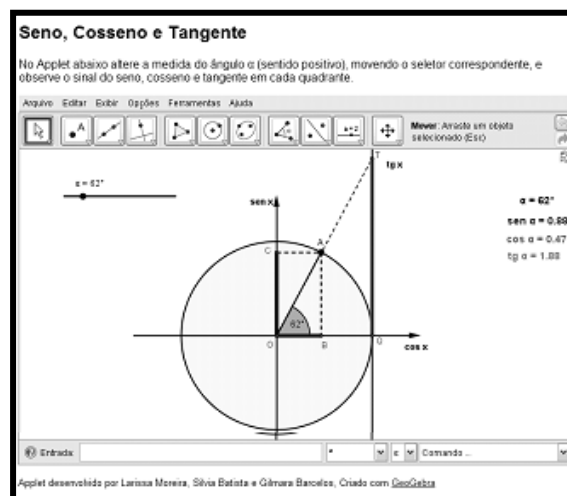 Seno, Cosseno e Tangente
No Applet abaixo altere a medida do ângulo α (sentido positivo), movendo o seletor correspondente, e
observe o sinal do seno, cosseno e tangente em cada quadrante.
Arquivo Editar Exibir Opções Ferramentas Ajuda
Mover: Arraste um objeto
selecionado (Esc)
α = 62°
T
tg x
sen x
α = 62°
sen α = 0.88
cos α = 0.47
tg α = 1.88
C
A
62°
O
B
cos x
Entrada:
°
Comando ...
Applet desenvolvido por Larissa Moreira, Silvia Batista e Gilmara Barcelos, Criado com GeoGebra